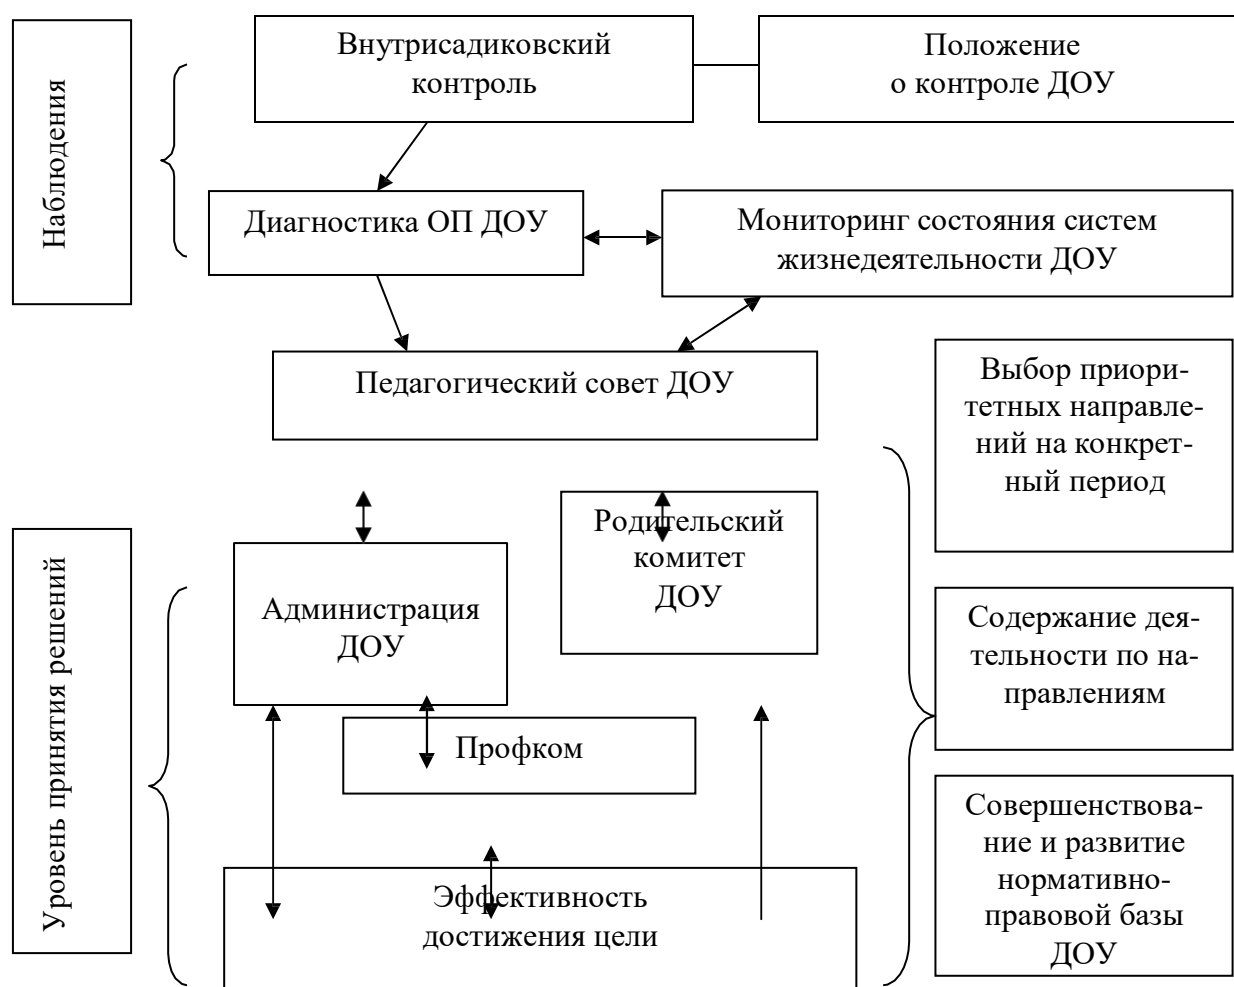 Наблюдения
Внутрисадиковский
контроль
Положение
о контроле ДОУ
Диагностика ОП ДОУ
Мониторинг состояния систем
жизнедеятельности ДОУ
Педагогический совет ДОУ
Выбор приори-
тетных направле-
ний на конкрет-
ный период
Уровень принятия решений
Администрация
ДОУ
Родительский
комитет
ДОУ
Содержание дея-
тельности по на-
правлениям
Профком
Совершенствова-
ние и развитие
нормативно-
правовой базы
ДОУ
Эффективность
достижения цели